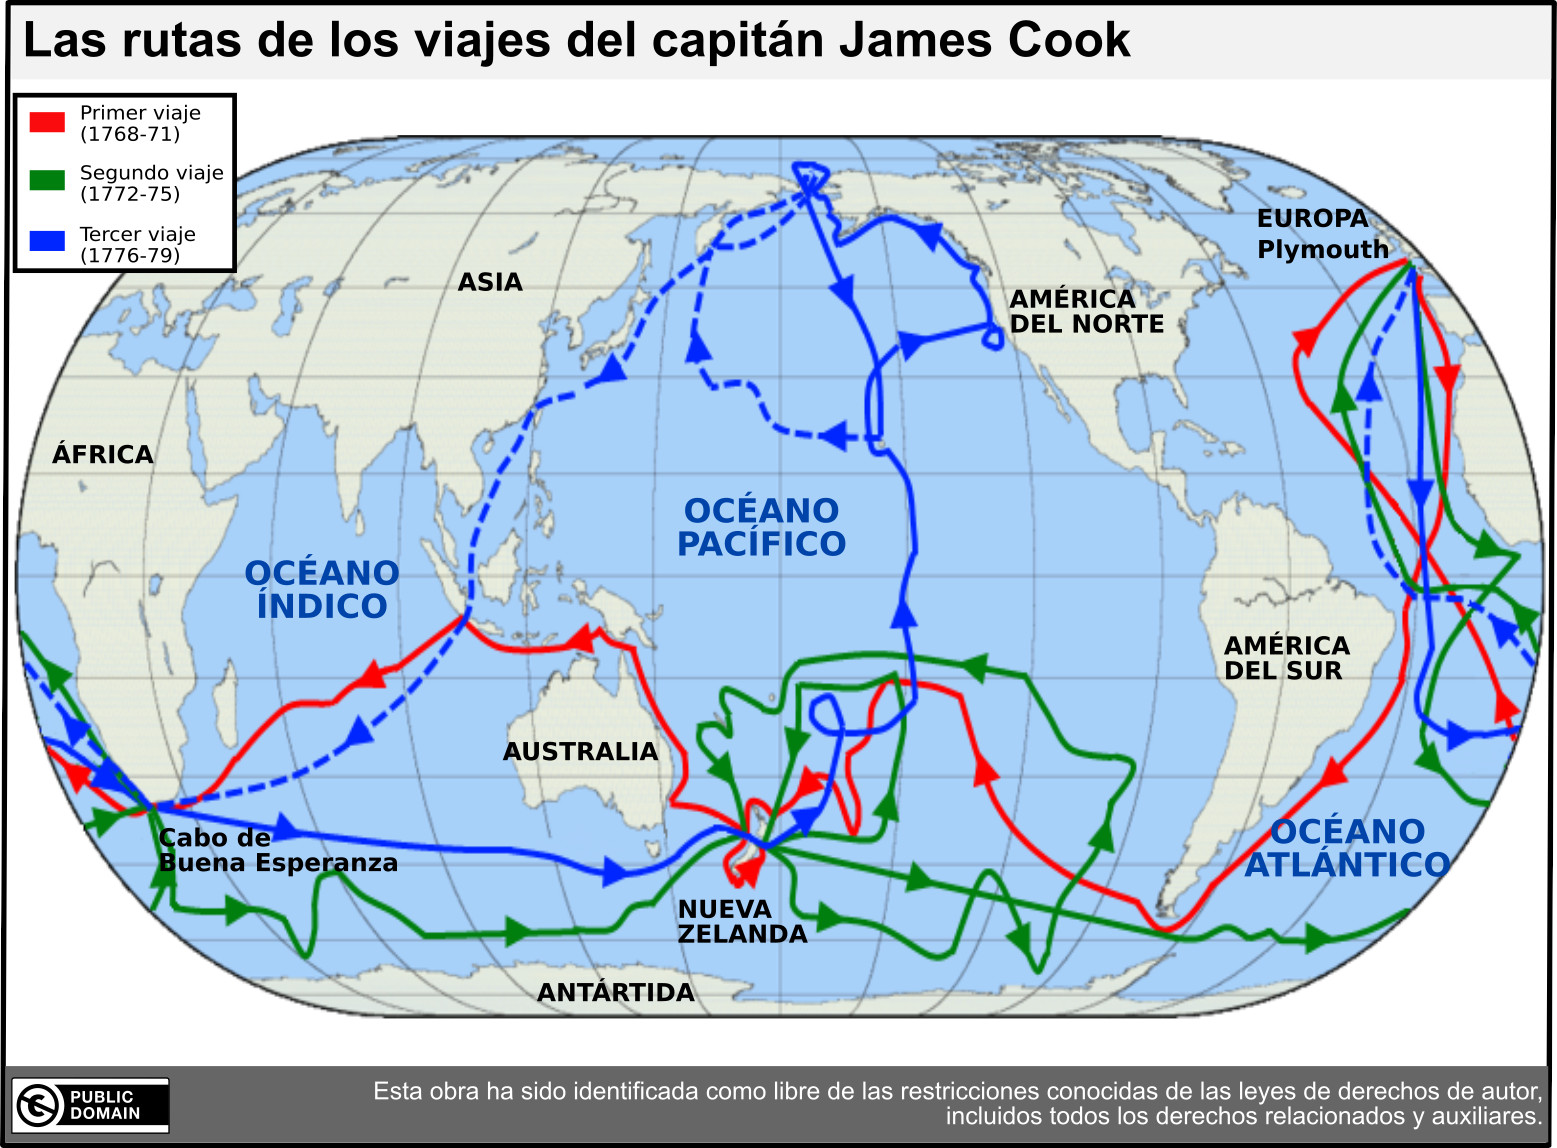 Las rutas de los viajes del capitán James Cook
Primer viaje
(1768-71)
Segundo viaje
(1772-75)
Tercer viaje
(1776-79)
EUROPA
Plymouth
ASIA
AMÉRICA
DEL NORTE
ÁFRICA
OCÉANO
PACÍFICO
OCÉANO
ÍNDICO
AMÉRICA
DEL SUR
AUSTRALIA
Cabo de
Buena Esperanza
OCÉANO
ATLÁNTICO
NUEVA
ZELANDA
ANTÁRTIDA
PUBLIC
DOMAIN
Esta obra ha sido identificada como libre de las restricciones conocidas de las leyes de derechos de autor,
incluidos todos los derechos relacionados y auxiliares.